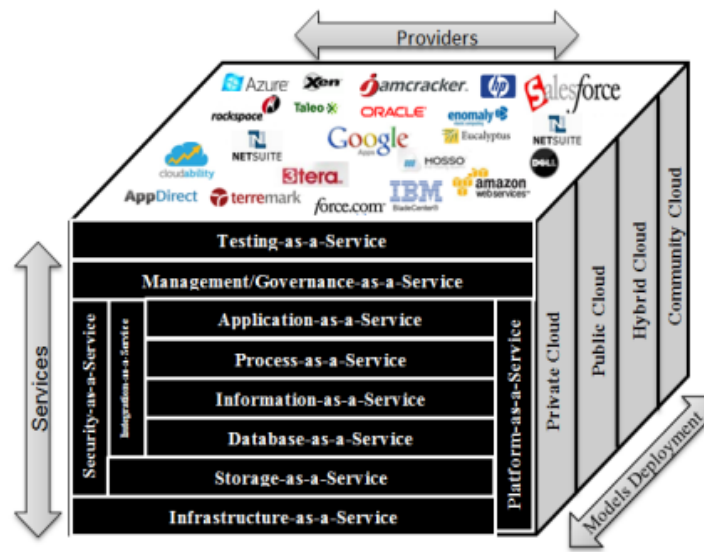 Providers
Azure
Xen
jamcracker.
hp
salesforce
rackspace
Taleo
ORACLE
enomaly
Eucalyptus
NETSUITE
cloudability
NETSUITE
Google
Apps
HOSSO
DELL
3tera.
AppDirect
terremark
force.com
IBM
BladeCenter®
amazon
webservices™
Services
Testing-as-a-Service
Management/Governance-as-a-Service
Security-as-a-Service
Integration-as-a-Service
Application-as-a-Service
Process-as-a-Service
Information-as-a-Service
Database-as-a-Service
Storage-as-a-Service
Infrastructure-as-a-Service
Platform-as-a-Service
Private Cloud
Public Cloud
Hybrid Cloud
Community Cloud
Models Deployment